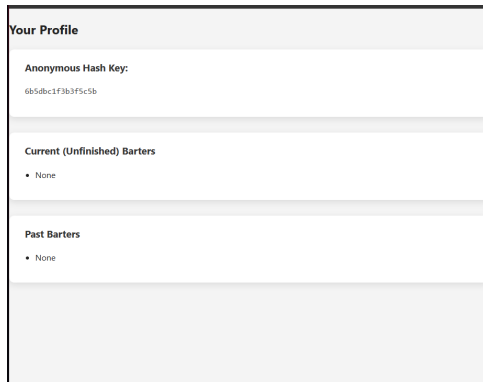 Your Profile
Anonymous Hash Key:
6b5dbc1f3b3f5c5b
Current (Unfinished) Barters
• None
Past Barters
• None